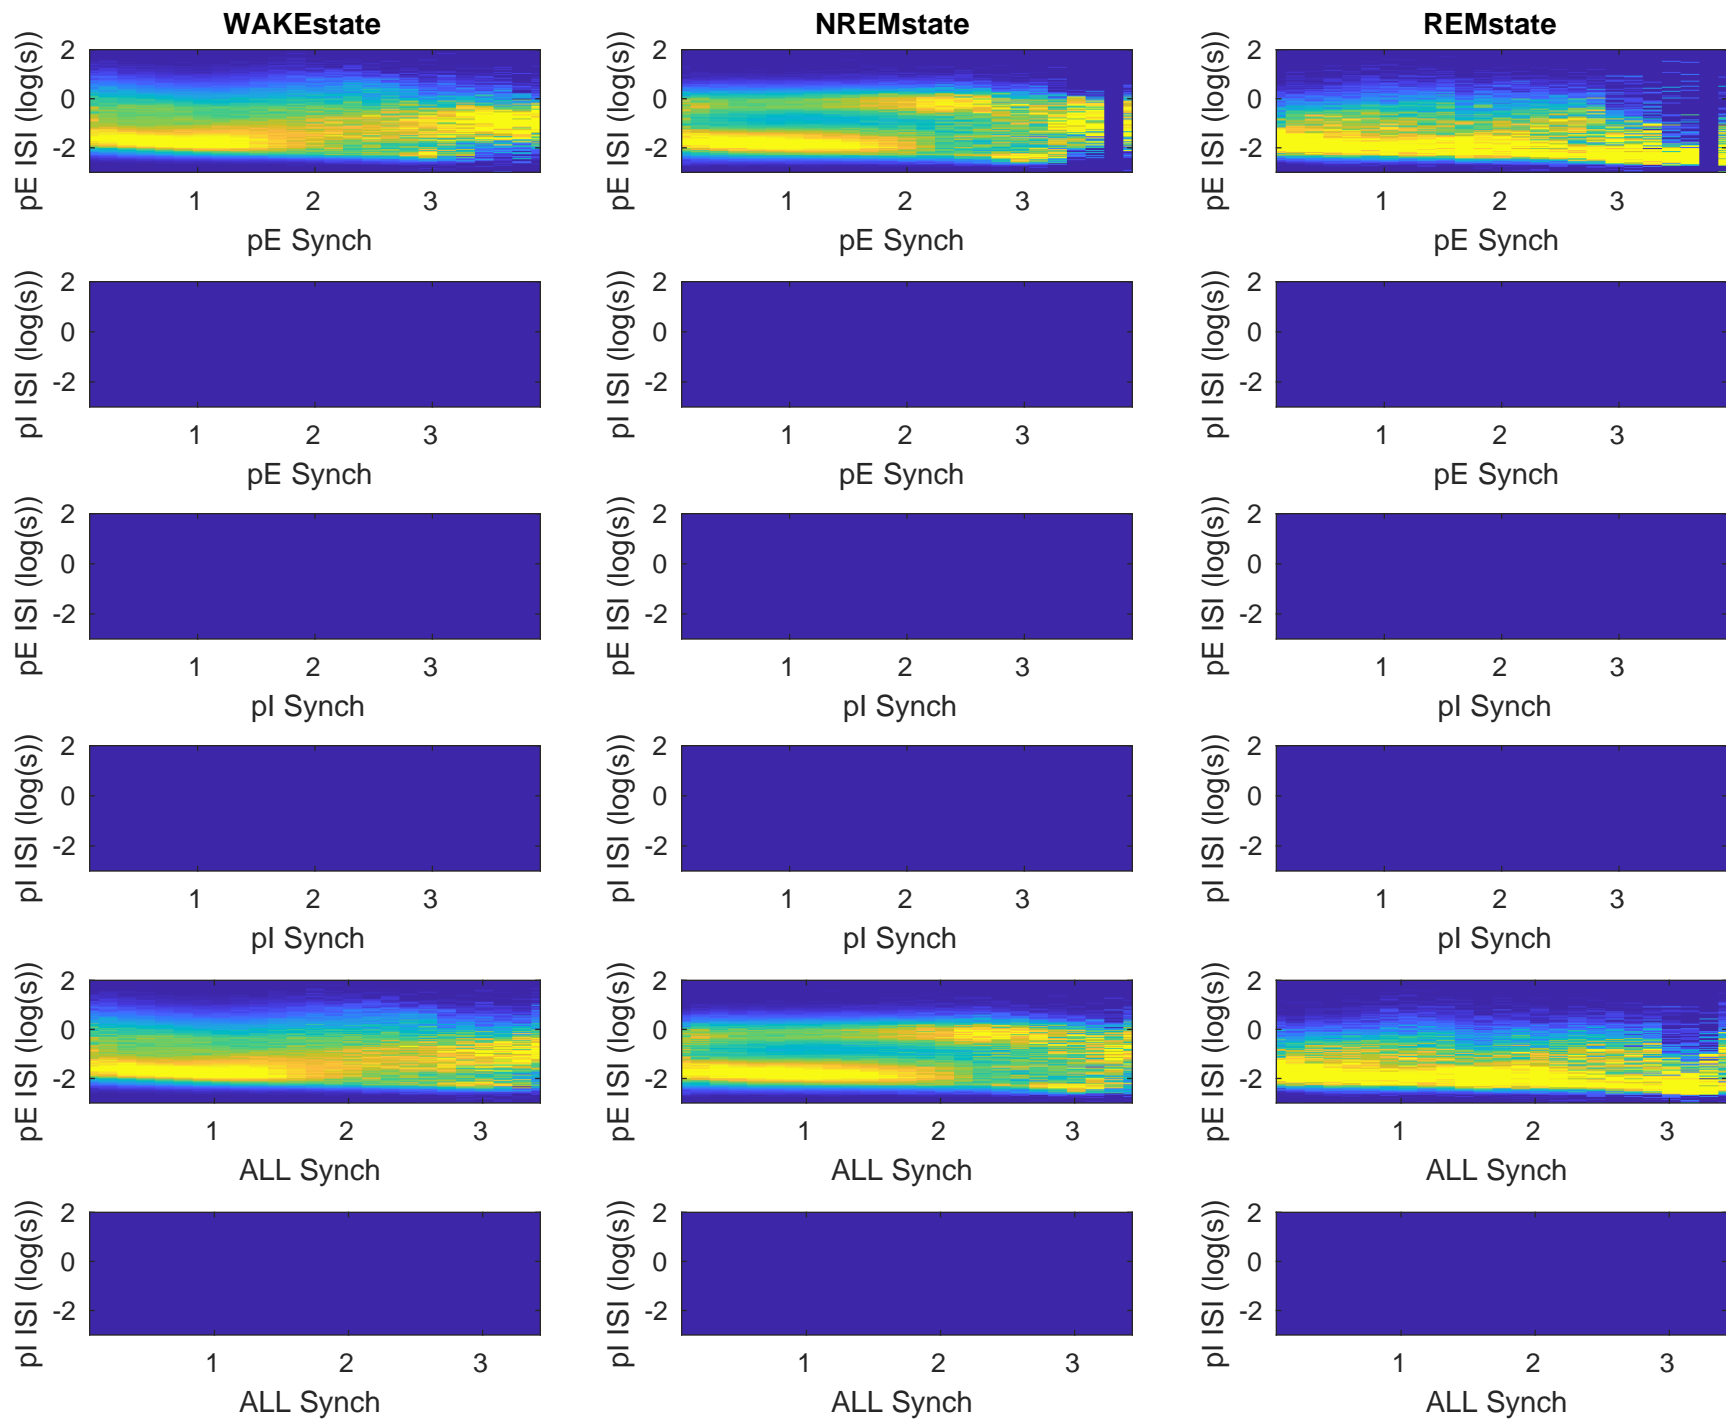 WAKEstate NREMstate REMstate
pE ISI (log(s)) 2 0 -2 pE ISI (log(s)) 2 0 -2 pE ISI (log(s)) 2 0 -2
1 2 3 1 2 3 1 2 3
pE Synch pE Synch pE Synch
pI ISI (log(s)) 2 0 -2 pI ISI (log(s)) 2 0 -2 pI ISI (log(s)) 2 0 -2
1 2 3 1 2 3 1 2 3
pE Synch pE Synch pE Synch
pE ISI (log(s)) 2 0 -2 pE ISI (log(s)) 2 0 -2 pE ISI (log(s)) 2 0 -2
1 2 3 1 2 3 1 2 3
pI Synch pI Synch pI Synch
pI ISI (log(s)) 2 0 -2 pI ISI (log(s)) 2 0 -2 pI ISI (log(s)) 2 0 -2
1 2 3 1 2 3 1 2 3
pI Synch pI Synch pI Synch
pE ISI (log(s)) 2 0 -2 pE ISI (log(s)) 2 0 -2 pE ISI (log(s)) 2 0 -2
1 2 3 1 2 3 1 2 3
ALL Synch ALL Synch ALL Synch
pI ISI (log(s)) 2 0 -2 pI ISI (log(s)) 2 0 -2 pI ISI (log(s)) 2 0 -2
1 2 3 1 2 3 1 2 3
ALL Synch ALL Synch ALL Synch